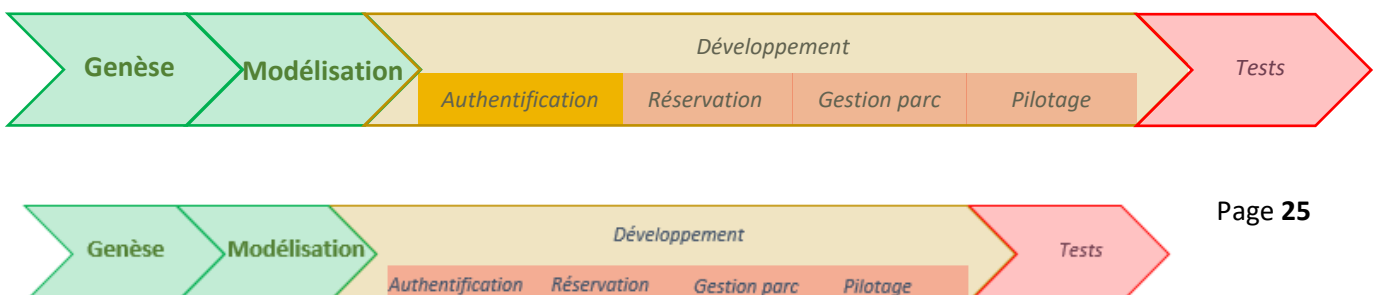 Développement
Genèse Modélisation Tests
Authentification Réservation Gestion parc Pilotage
Page 25
Développement
Genèse Modélisation Tests
Authentification Réservation Gestion parc Pilotage